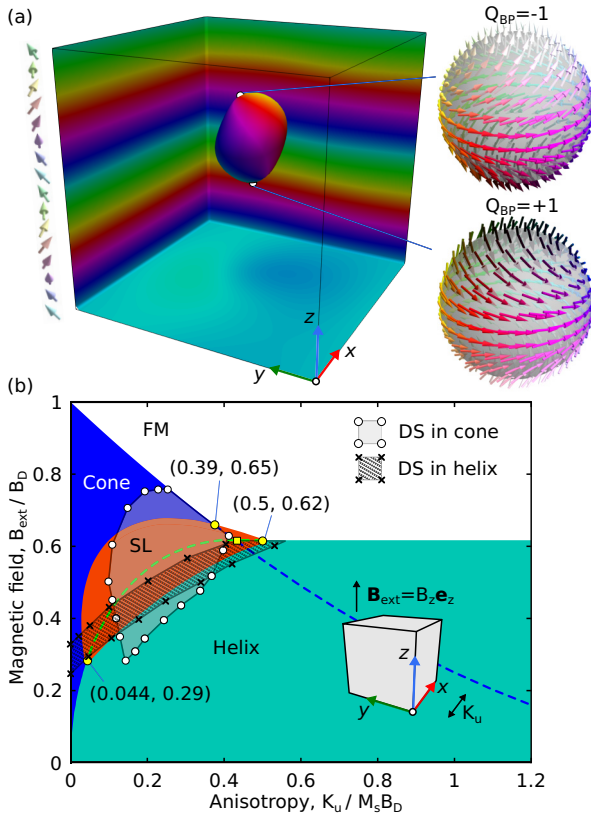 (a)
Q_BP=-1
Q_BP=+1
z
x
y
(b)
1
0.8
0.6
0.4
0.2
0
Magnetic field, B_ext / B_D
FM
Cone
SL
Helix
(0.39, 0.65)
(0.5, 0.62)
(0.044, 0.29)
DS in cone
DS in helix
B_ext=B_z e_z
z
x
y
K_u
0
0.2
0.4
0.6
0.8
1
1.2
Anisotropy, K_u / M_s B_D